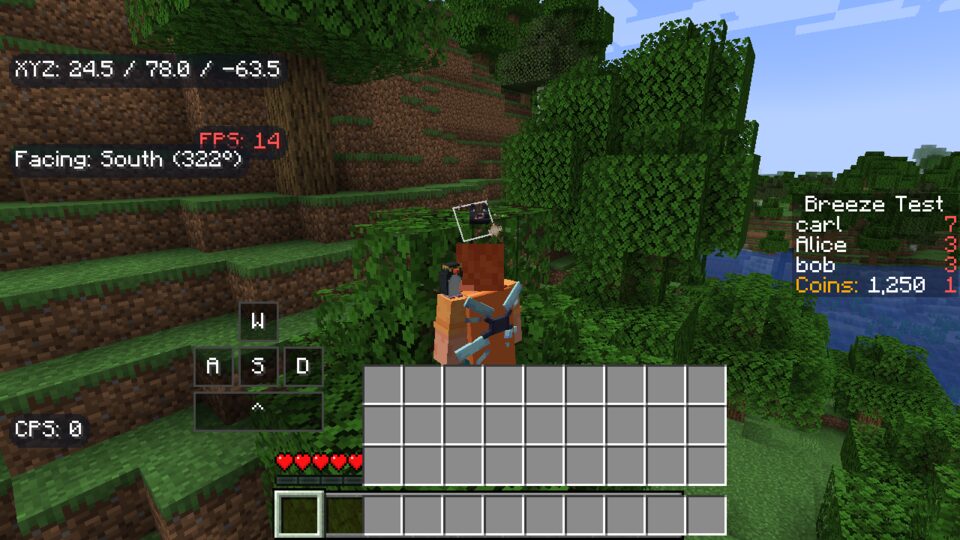 XYZ: 24.5 / 78.0 / -63.5
FPS: 14
Facing: South (322°)
Breeze Test
carl 7
Alice 3
bob 3
Coins: 1,250 1
W
A S D
^
CPS: 0